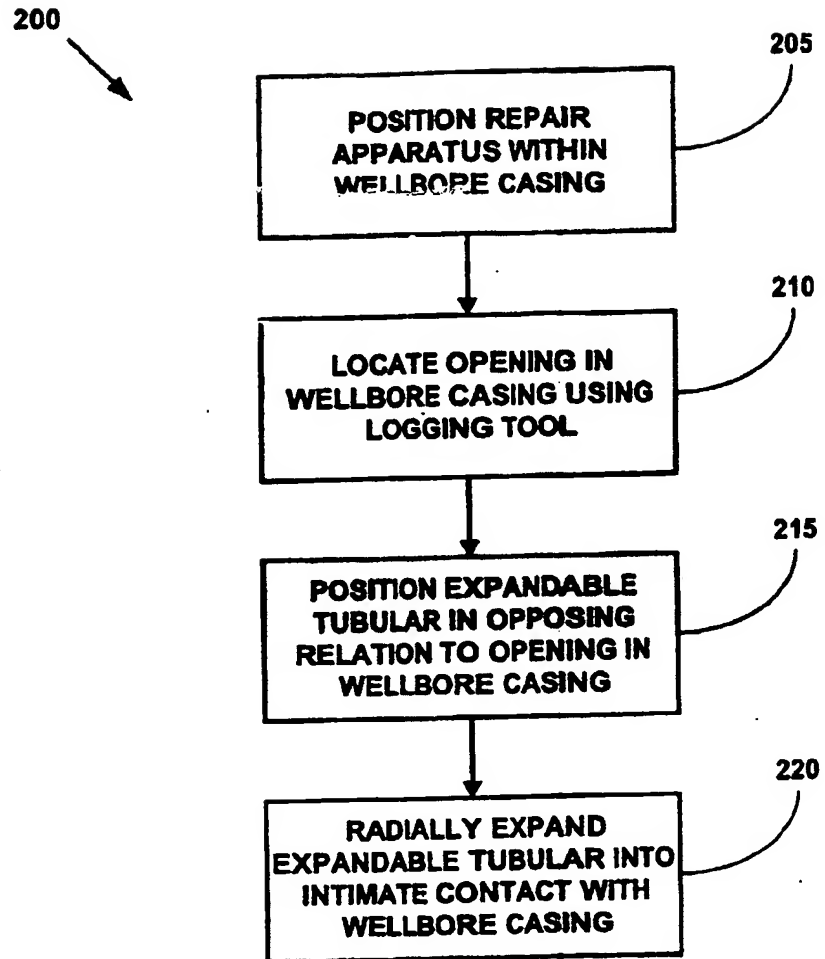 200
205
POSITION REPAIR
APPARATUS WITHIN
WELLBORE CASING
210
LOCATE OPENING IN
WELLBORE CASING USING
LOGGING TOOL
215
POSITION EXPANDABLE
TUBULAR IN OPPOSING
RELATION TO OPENING IN
WELLBORE CASING
220
RADIALLY EXPAND
EXPANDABLE TUBULAR INTO
INTIMATE CONTACT WITH
WELLBORE CASING